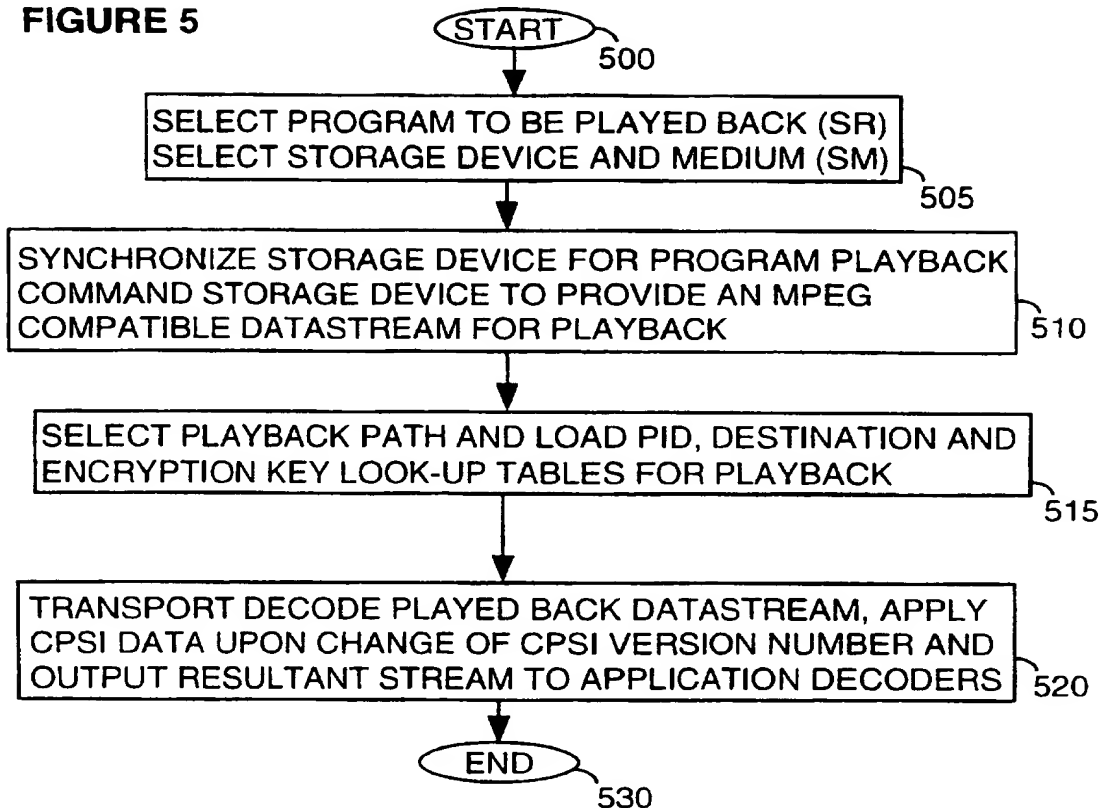 FIGURE 5
START
500
SELECT PROGRAM TO BE PLAYED BACK (SR)
SELECT STORAGE DEVICE AND MEDIUM (SM)
505
SYNCHRONIZE STORAGE DEVICE FOR PROGRAM PLAYBACK
COMMAND STORAGE DEVICE TO PROVIDE AN MPEG
COMPATIBLE DATASTREAM FOR PLAYBACK
510
SELECT PLAYBACK PATH AND LOAD PID, DESTINATION AND
ENCRYPTION KEY LOOK-UP TABLES FOR PLAYBACK
515
TRANSPORT DECODE PLAYED BACK DATASTREAM, APPLY
CPSI DATA UPON CHANGE OF CPSI VERSION NUMBER AND
OUTPUT RESULTANT STREAM TO APPLICATION DECODERS
520
END
530